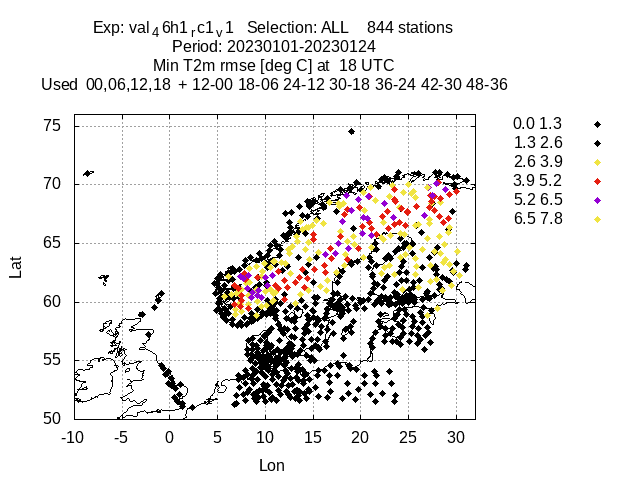 Exp: val4 6h1r c1v 1 Selection: ALL 844 stations
Period: 20230101-20230124
Min T2m rmse [deg C] at 18 UTC
Used 00,06,12,18 + 12-00 18-06 24-12 30-18 36-24 42-30 48-36
75
70
65
60
55
50
Lat
-10 -5 0 5 10 15 20 25 30
Lon
0.0 1.3
1.3 2.6
2.6 3.9
3.9 5.2
5.2 6.5
6.5 7.8